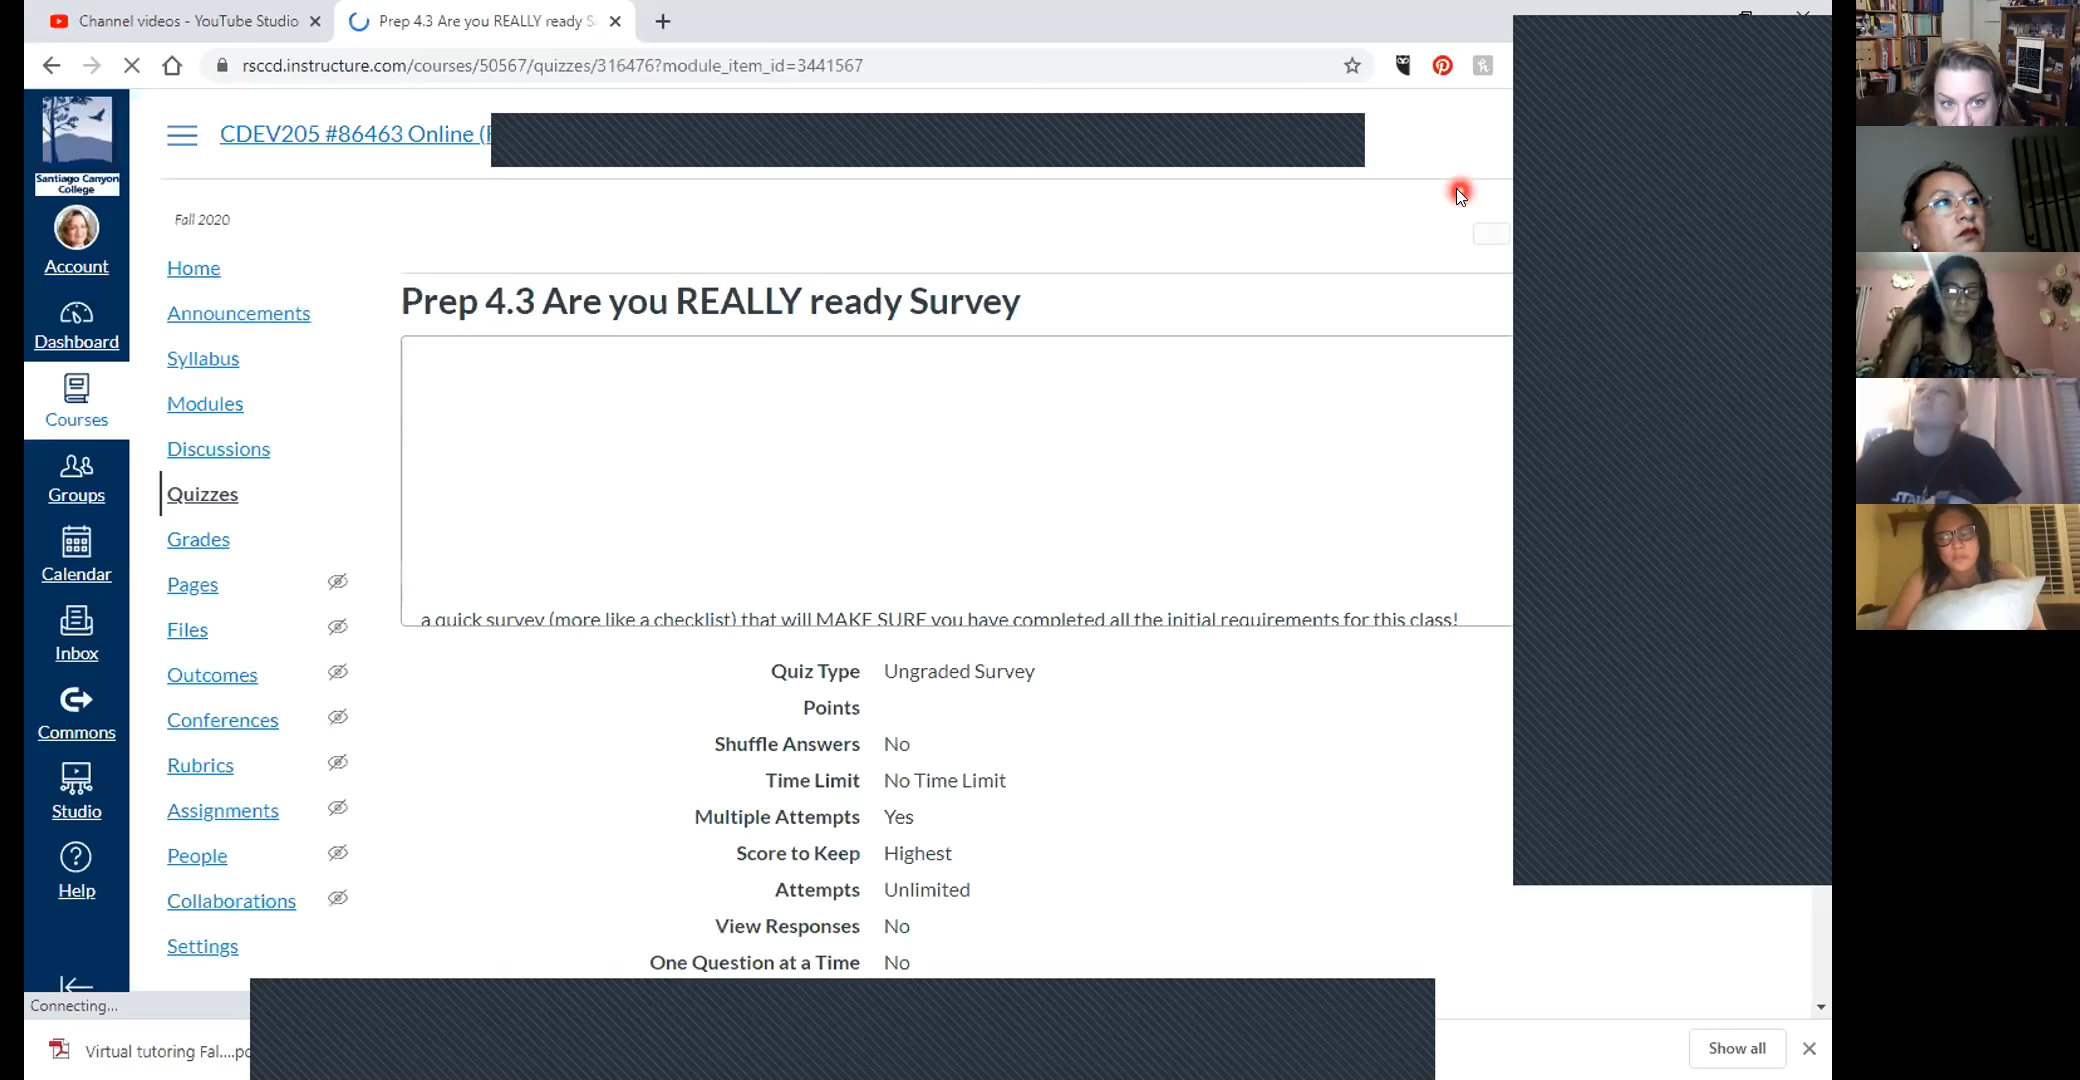 Channel videos - YouTube Studio
Prep 4.3 Are you REALLY ready S
rsccd.instructure.com/courses/50567/quizzes/316476?module_item_id=3441567
CDEV205 #86463 Online (
Santiago Canyon
College
Account
Dashboard
Courses
Groups
Calendar
Inbox
Commons
Studio
Help
Fall 2020
Home
Announcements
Syllabus
Modules
Discussions
Quizzes
Grades
Pages
Files
Outcomes
Conferences
Rubrics
Assignments
People
Collaborations
Settings
Prep 4.3 Are you REALLY ready Survey
a quick survey (more like a checklist) that will MAKE SURE you have completed all the initial requirements for this class!
Quiz Type Ungraded Survey
Points
Shuffle Answers No
Time Limit No Time Limit
Multiple Attempts Yes
Score to Keep Highest
Attempts Unlimited
View Responses No
One Question at a Time No
Connecting...
Virtual tutoring Fal....pd
Show all